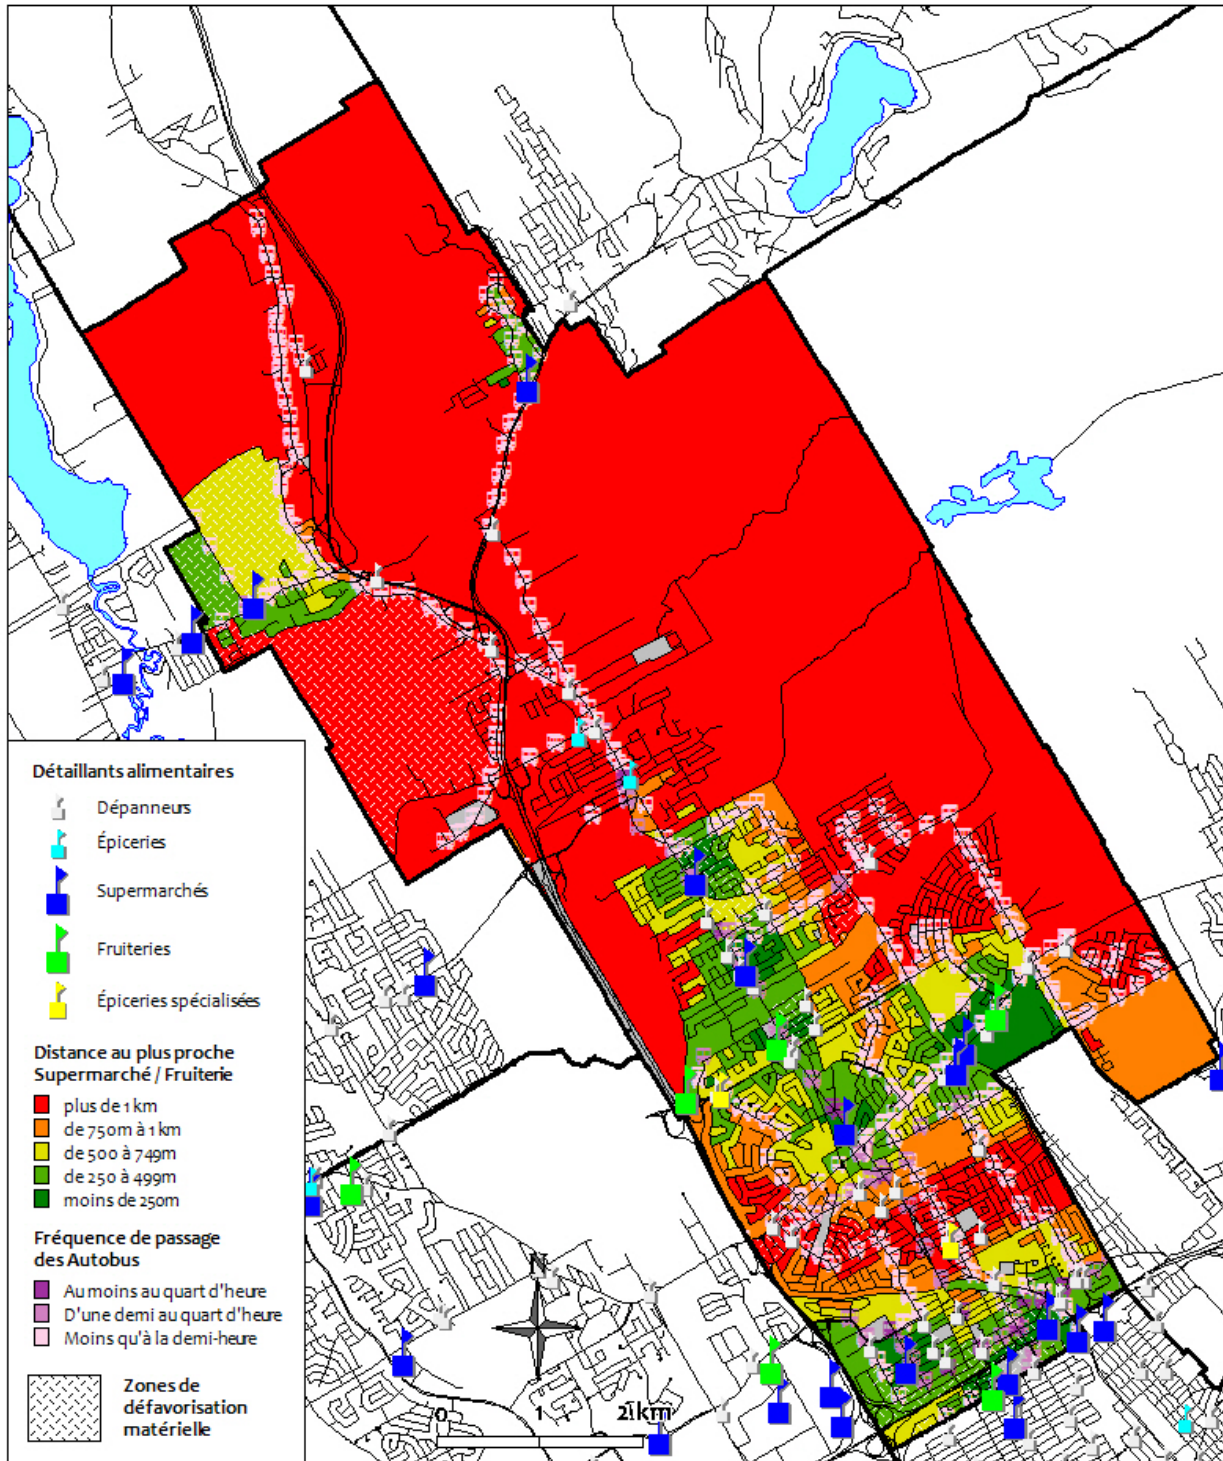 Détaillants alimentaires
Dépanneurs
Épiceries
Supermarchés
Fruiteries
Épiceries spécialisées
Distance au plus proche
Supermarché / Fruiterie
plus de 1 km
de 750m à 1 km
de 500 à 749m
de 250 à 499m
moins de 250m
Fréquence de passage
des Autobus
Au moins au quart d'heure
D'une demi au quart d'heure
Moins qu'à la demi-heure
Zones de
défavorisation
matérielle
N
0 1 2 km